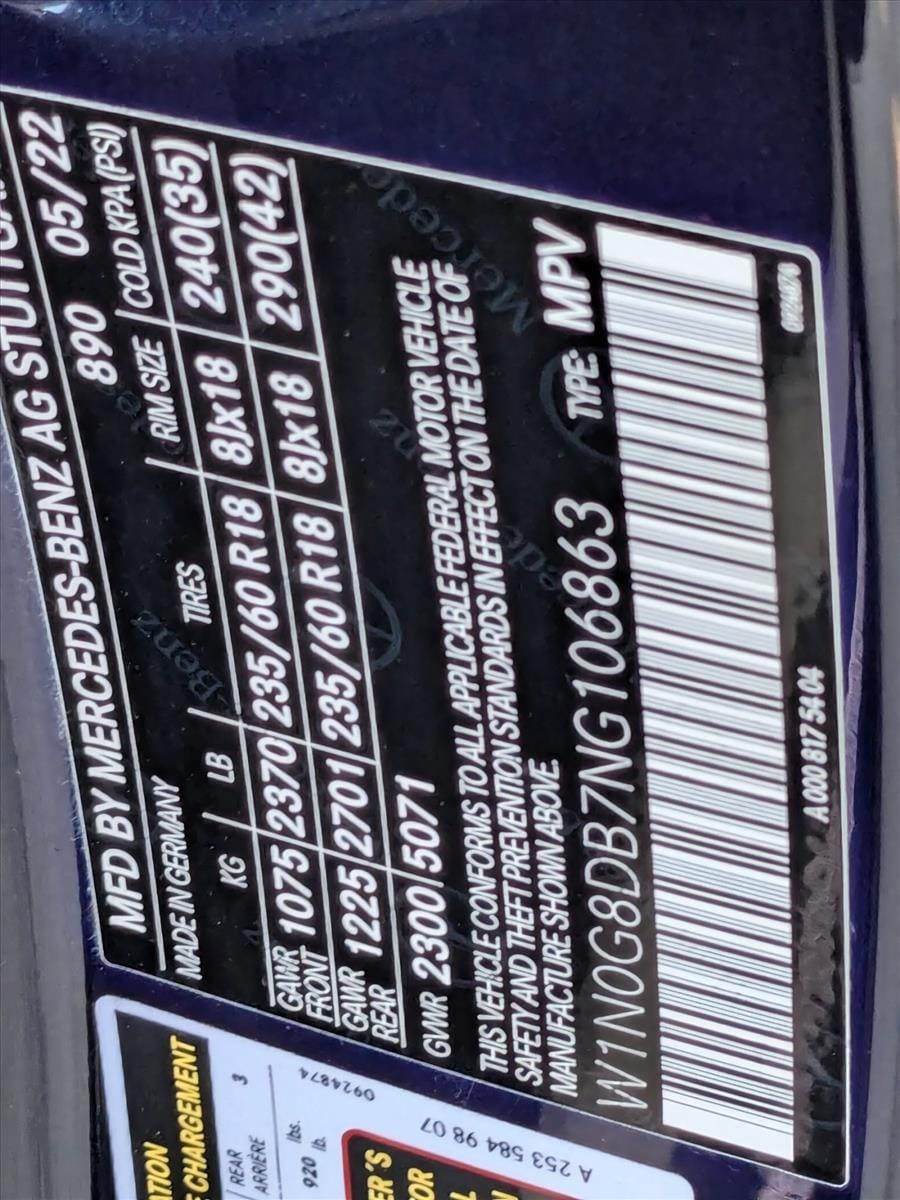 MFD BY MERCEDES-BENZ AG
890 05/22
MADE IN GERMANY
KG LB TIRES RIM SIZE COLD KPA(PSI)
GAWR FRONT 1075 2370 235/60 R18 8Jx18 240(35)
GAWR REAR 1225 2701 235/60 R18 8Jx18 290(42)
GVWR 2300 5071
THIS VEHICLE CONFORMS TO ALL APPLICABLE FEDERAL MOTOR VEHICLE
SAFETY AND THEFT PREVENTION STANDARDS IN EFFECT ON THE DATE OF
MANUFACTURE SHOWN ABOVE.
W1N0G8DB7NG106863 TYPE: MPV
A 000 817 54 04
0924874
CHARGEMENT
REAR 3
ARRIÈRE
lbs.
920 lb.
0924874
A 253 584 98 07